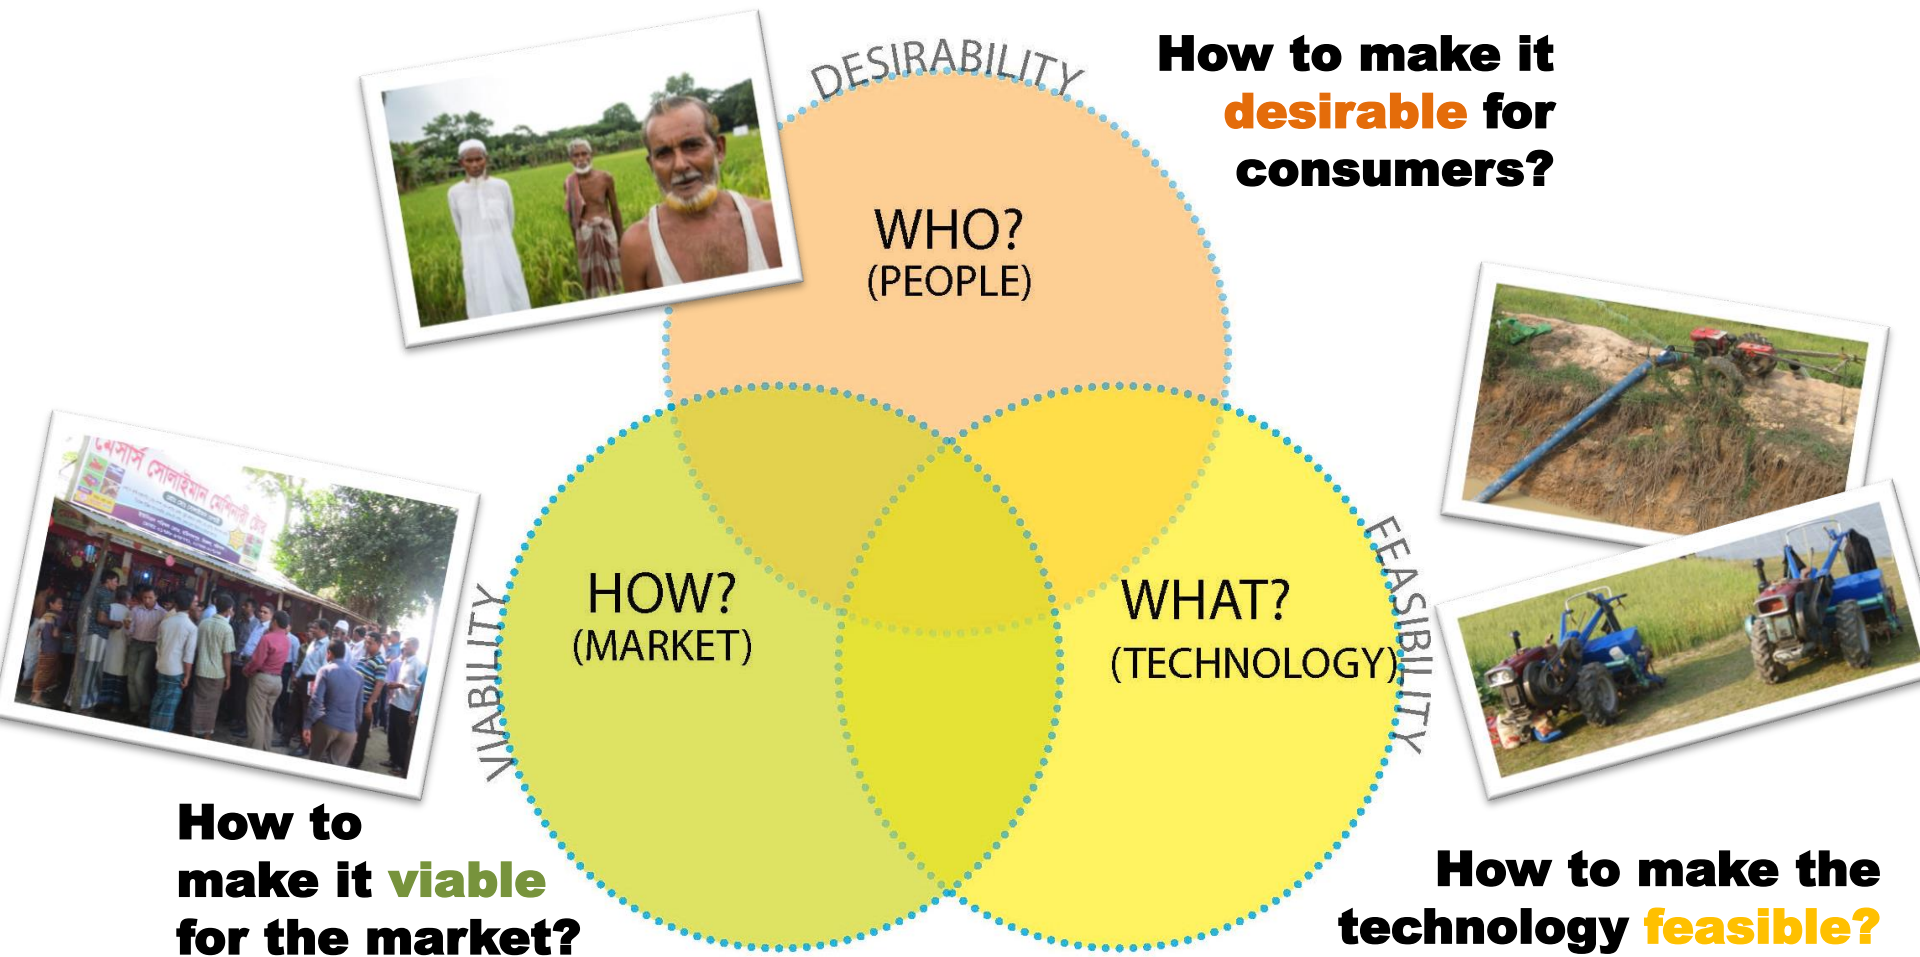 DESIRABILITY
How to make it
desirable for
consumers?
WHO?
(PEOPLE)
মেসার্স সোলাইমান মেশিনারী ষ্টোর
HOW?
(MARKET)
VIABILITY
WHAT?
(TECHNOLOGY)
FEASIBILITY
How to
make it viable
for the market?
How to make the
technology feasible?